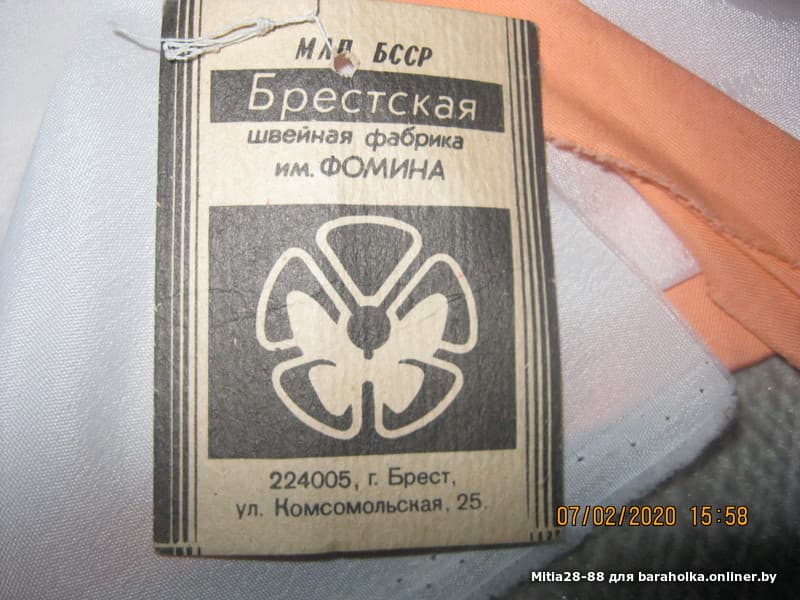 МЛП БССР
Брестская
швейная фабрика
им. ФОМИНА
224005, г. Брест,
ул. Комсомольская, 25.
07/02/2020 15:58
Mitia28-88 для baraholka.onliner.by